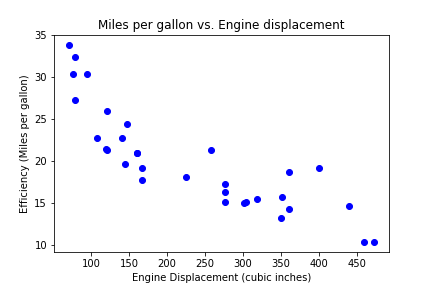 Miles per gallon vs. Engine displacement
35
30
25
20
15
10
Efficiency (Miles per gallon)
100 150 200 250 300 350 400 450
Engine Displacement (cubic inches)